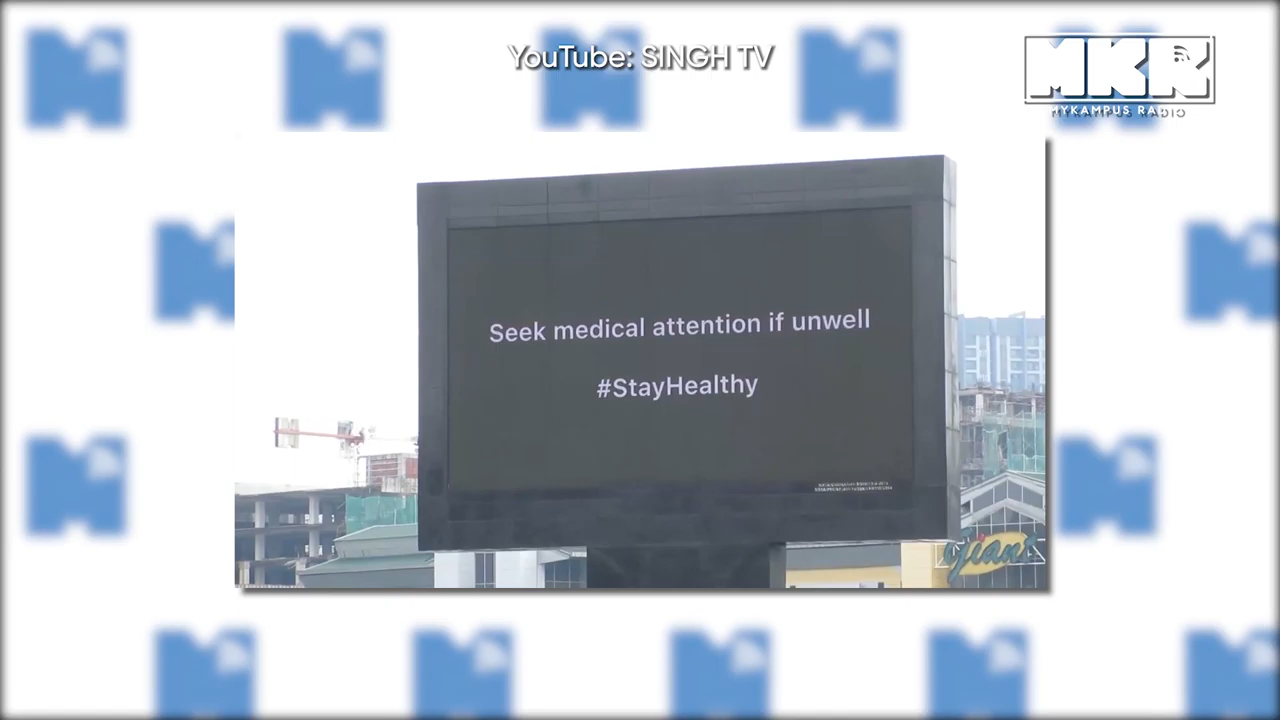 YouTube: SINGH TV
MKR
MYKAMPUS RADIO
Seek medical attention if unwell
#StayHealthy
Giant